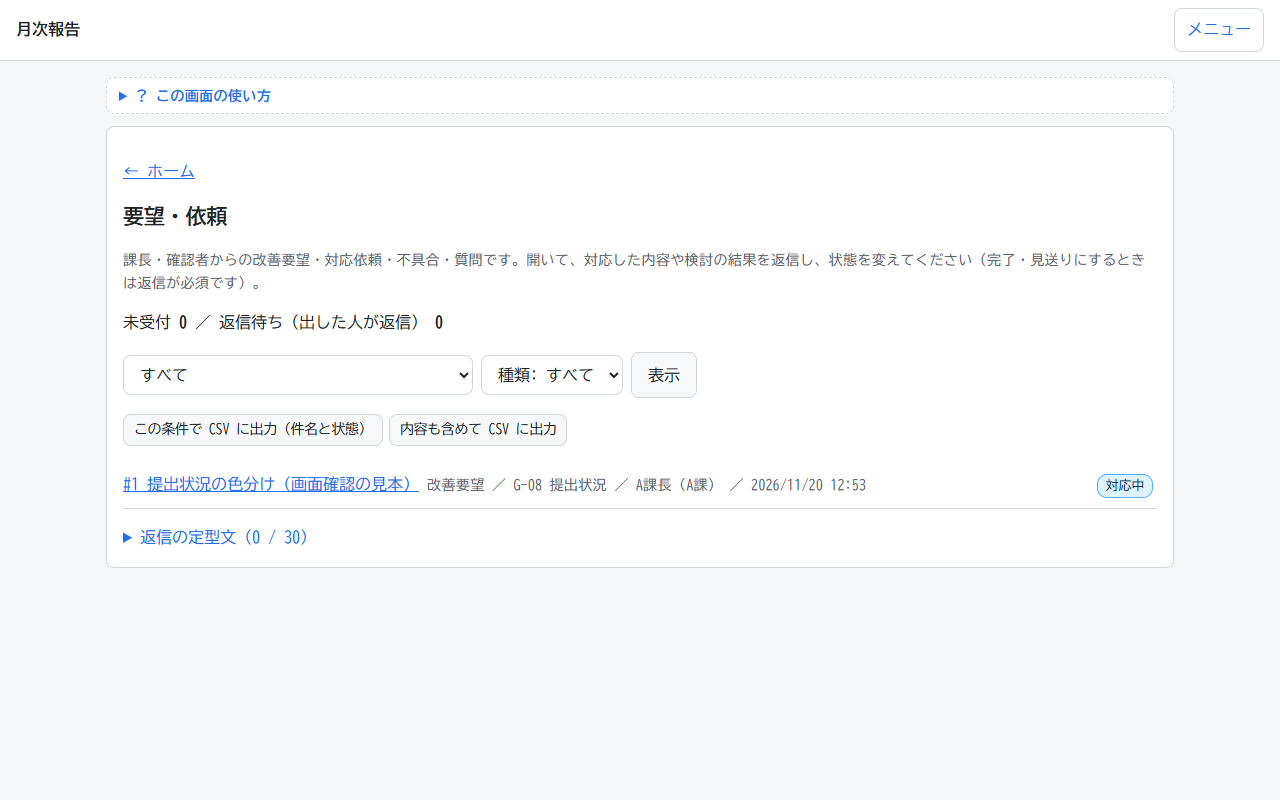 月次報告
メニュー
▶ ? この画面の使い方
← ホーム
要望・依頼
課長・確認者からの改善要望・対応依頼・不具合・質問です。開いて、対応した内容や検討の結果を返信し、状態を変えてください（完了・見送りにするとき
は返信が必須です）。
未受付 0 ／ 返信待ち（出した人が返信） 0
すべて
種類: すべて
表示
この条件で CSV に出力（件名と状態）
内容も含めて CSV に出力
#1 提出状況の色分け（画面確認の見本） 改善要望 ／ G-08 提出状況 ／ A課長（A課） ／ 2026/11/20 12:53
対応中
▶ 返信の定型文（0 / 30）